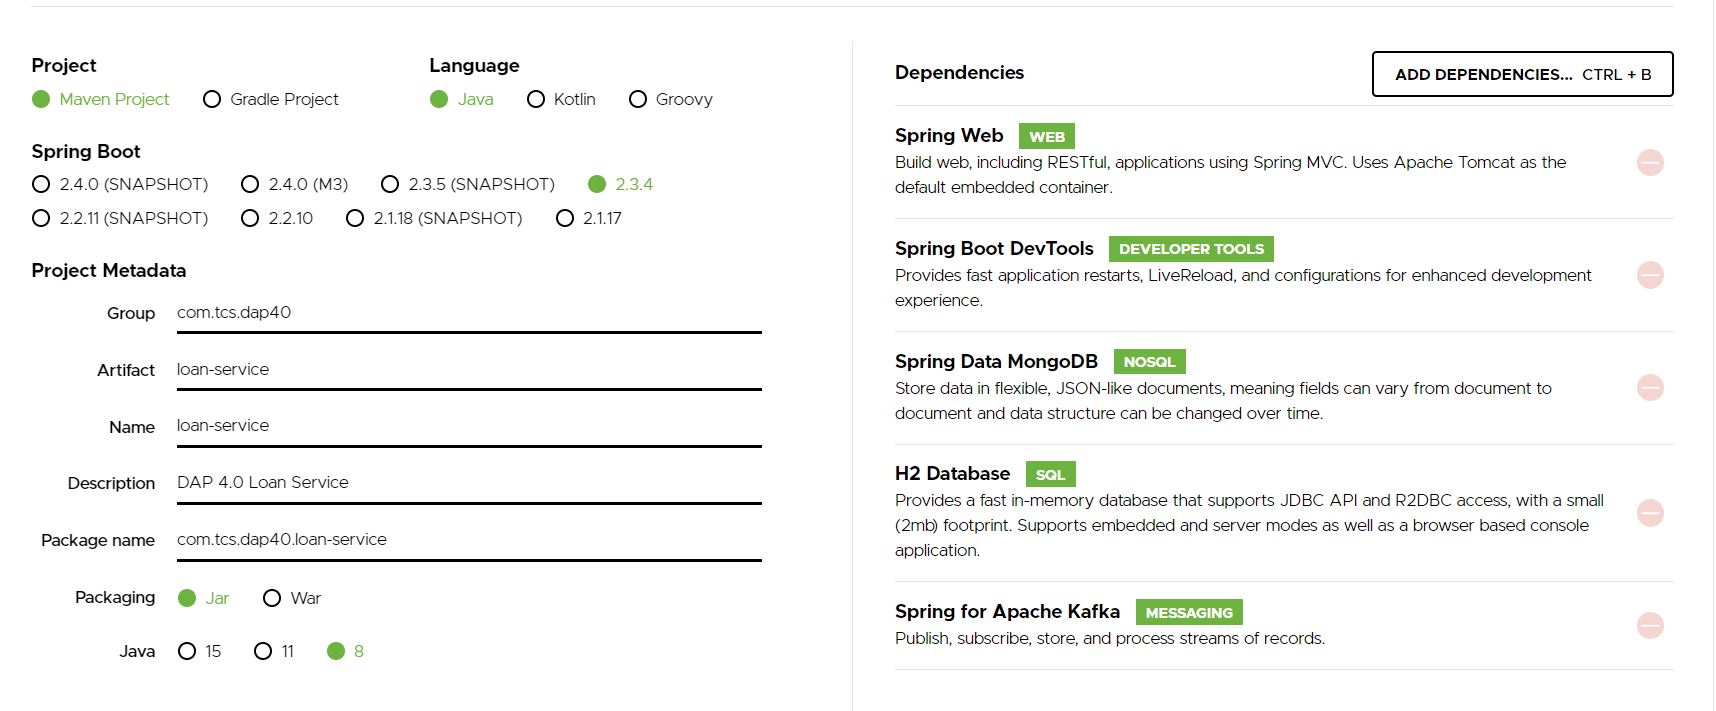 Project
Maven Project Gradle Project
Language
Java Kotlin Groovy
Spring Boot
2.4.0 (SNAPSHOT) 2.4.0 (M3) 2.3.5 (SNAPSHOT) 2.3.4
2.2.11 (SNAPSHOT) 2.2.10 2.1.18 (SNAPSHOT) 2.1.17
Project Metadata
Group com.tcs.dap40
Artifact loan-service
Name loan-service
Description DAP 4.0 Loan Service
Package name com.tcs.dap40.loan-service
Packaging Jar War
Java 15 11 8
Dependencies
ADD DEPENDENCIES... CTRL + B
Spring Web WEB
Build web, including RESTful, applications using Spring MVC. Uses Apache Tomcat as the
default embedded container.
Spring Boot DevTools DEVELOPER TOOLS
Provides fast application restarts, LiveReload, and configurations for enhanced development
experience.
Spring Data MongoDB NOSQL
Store data in flexible, JSON-like documents, meaning fields can vary from document to
document and data structure can be changed over time.
H2 Database SQL
Provides a fast in-memory database that supports JDBC API and R2DBC access, with a small
(2mb) footprint. Supports embedded and server modes as well as a browser based console
application.
Spring for Apache Kafka MESSAGING
Publish, subscribe, store, and process streams of records.